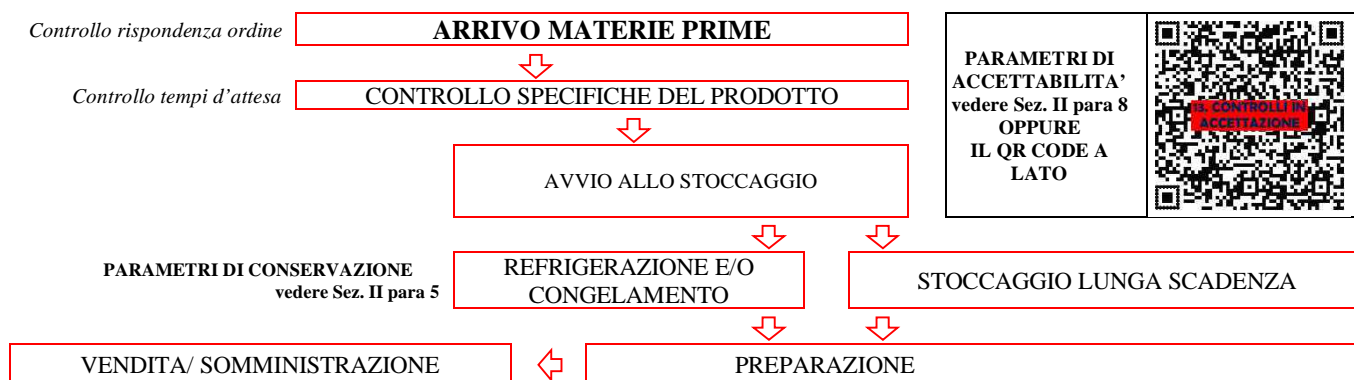 Controllo rispondenza ordine
ARRIVO MATERIE PRIME
Controllo tempi d'attesa
CONTROLLO SPECIFICHE DEL PRODOTTO
AVVIO ALLO STOCCAGGIO
PARAMETRI DI
ACCETTABILITA'
vedere Sez. II para 8
OPPURE
IL QR CODE A
LATO
13. CONTROLLI IN
ACCETTAZIONE
PARAMETRI DI CONSERVAZIONE
vedere Sez. II para 5
REFRIGERAZIONE E/O
CONGELAMENTO
STOCCAGGIO LUNGA SCADENZA
VENDITA/ SOMMINISTRAZIONE
PREPARAZIONE